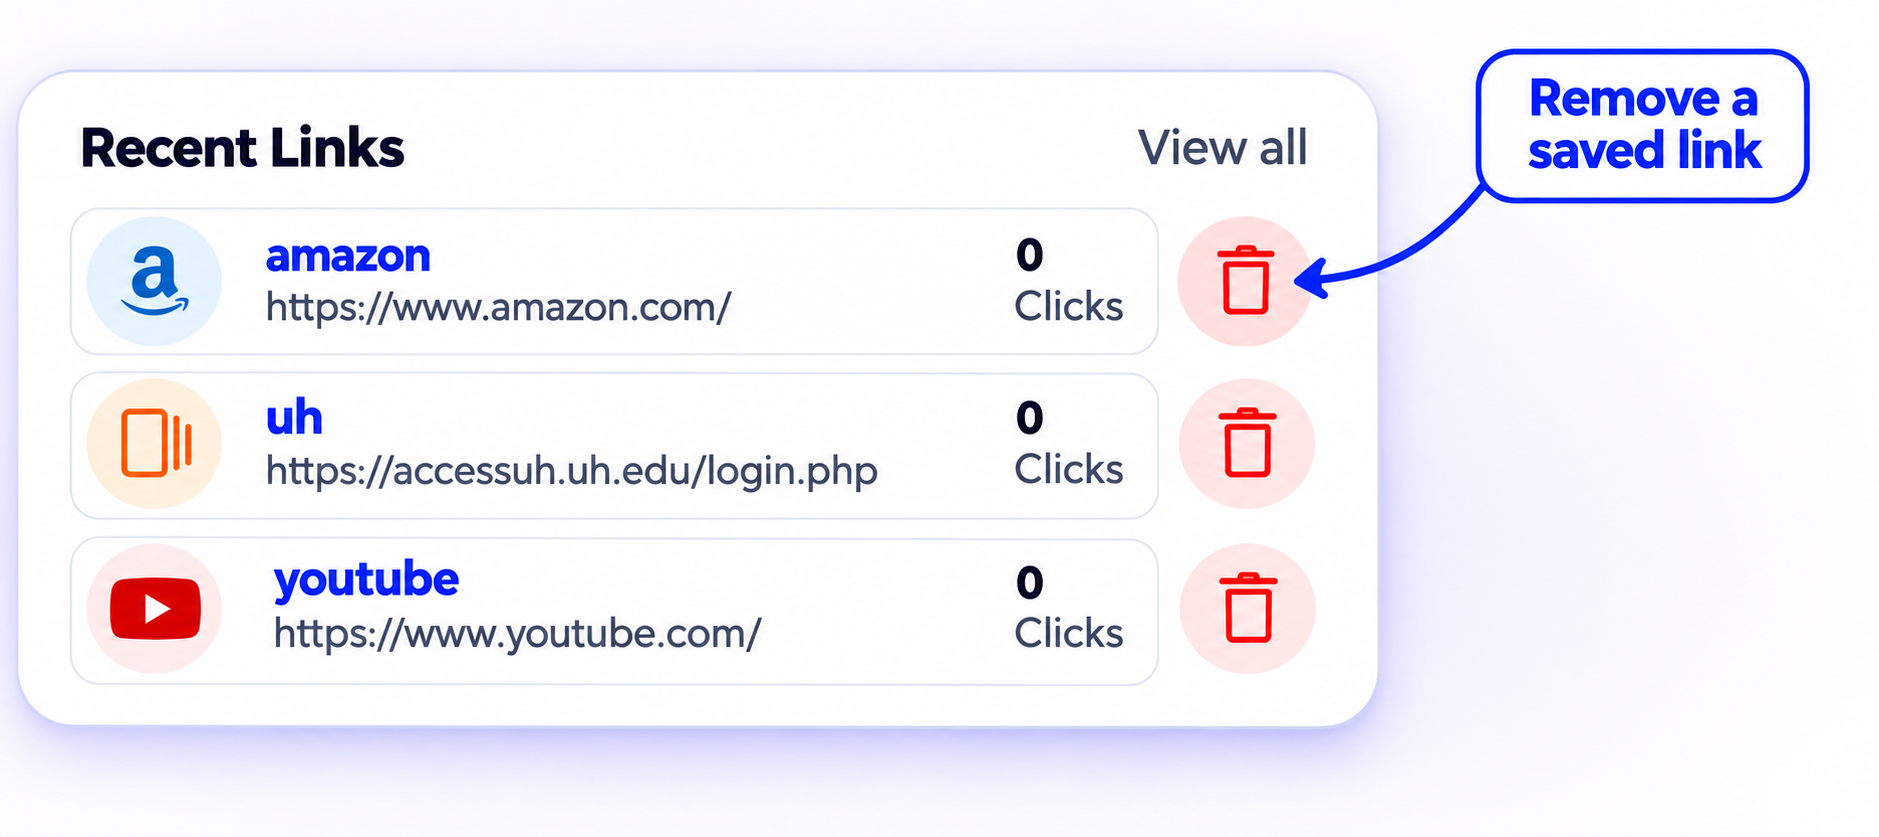 Recent Links
View all
Remove a
saved link
amazon
https://www.amazon.com/
0
Clicks
uh
https://accessuh.uh.edu/login.php
0
Clicks
youtube
https://www.youtube.com/
0
Clicks